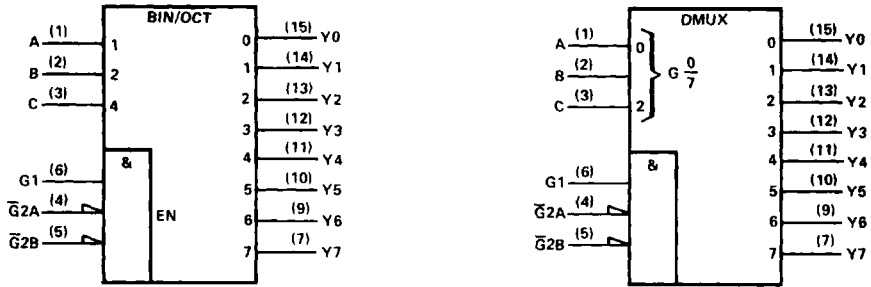 BIN/OCT
A (1) 1 0 (15) Y0
1 (14) Y1
B (2) 2
2 (13) Y2
C (3) 4
3 (12) Y3
& 4 (11) Y4
G1 (6)
5 (10) Y5
G̅2A (4) EN
6 (9) Y6
G̅2B (5)
7 (7) Y7
DMUX
A (1) 0 0 (15) Y0
B (2) G 0/7 1 (14) Y1
C (3) 2 2 (13) Y2
3 (12) Y3
& 4 (11) Y4
G1 (6)
5 (10) Y5
G̅2A (4)
6 (9) Y6
G̅2B (5)
7 (7) Y7